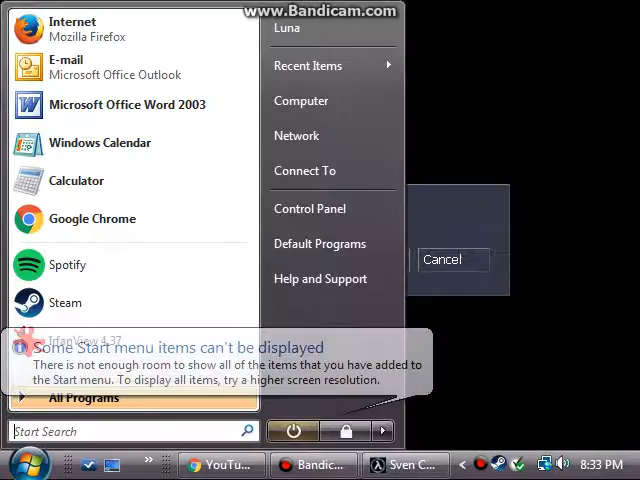 www.Bandicam.com
Internet
Mozilla Firefox
E-mail
Microsoft Office Outlook
Microsoft Office Word 2003
Windows Calendar
Calculator
Google Chrome
Spotify
Steam
IrfanView 4.37
All Programs
Start Search
Luna
Recent Items
Computer
Network
Connect To
Control Panel
Default Programs
Help and Support
Cancel
Some Start menu items can't be displayed
There is not enough room to show all of the items that you have added to
the Start menu. To display all items, try a higher screen resolution.
YouTu...
Bandic...
Sven C...
8:33 PM